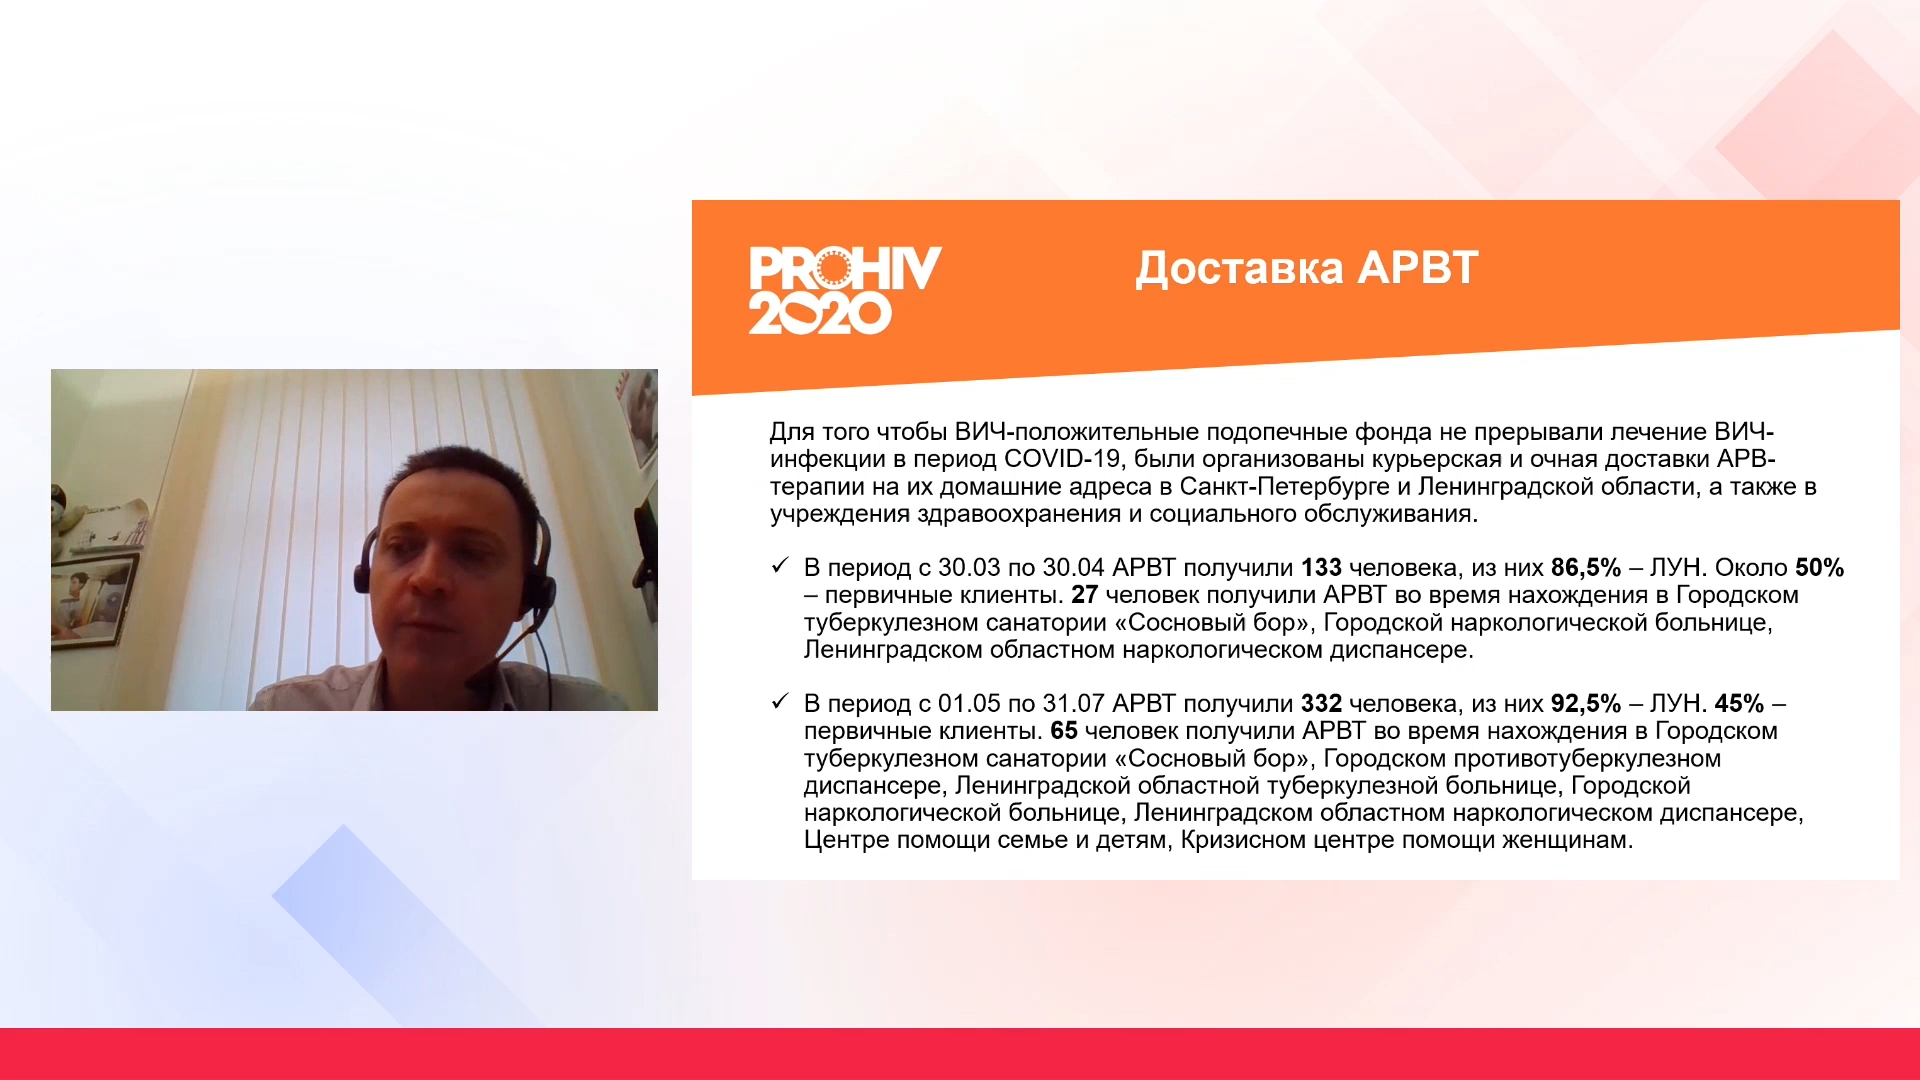 PROHIV
2020
Доставка АРВТ
Для того чтобы ВИЧ-положительные подопечные фонда не прерывали лечение ВИЧ-
инфекции в период COVID-19, были организованы курьерская и очная доставки АРВ-
терапии на их домашние адреса в Санкт-Петербурге и Ленинградской области, а также в
учреждения здравоохранения и социального обслуживания.
✓ В период с 30.03 по 30.04 АРВТ получили 133 человека, из них 86,5% – ЛУН. Около 50%
– первичные клиенты. 27 человек получили АРВТ во время нахождения в Городском
туберкулезном санатории «Сосновый бор», Городской наркологической больнице,
Ленинградском областном наркологическом диспансере.
✓ В период с 01.05 по 31.07 АРВТ получили 332 человека, из них 92,5% – ЛУН. 45% –
первичные клиенты. 65 человек получили АРВТ во время нахождения в Городском
туберкулезном санатории «Сосновый бор», Городском противотуберкулезном
диспансере, Ленинградской областной туберкулезной больнице, Городской
наркологической больнице, Ленинградском областном наркологическом диспансере,
Центре помощи семье и детям, Кризисном центре помощи женщинам.